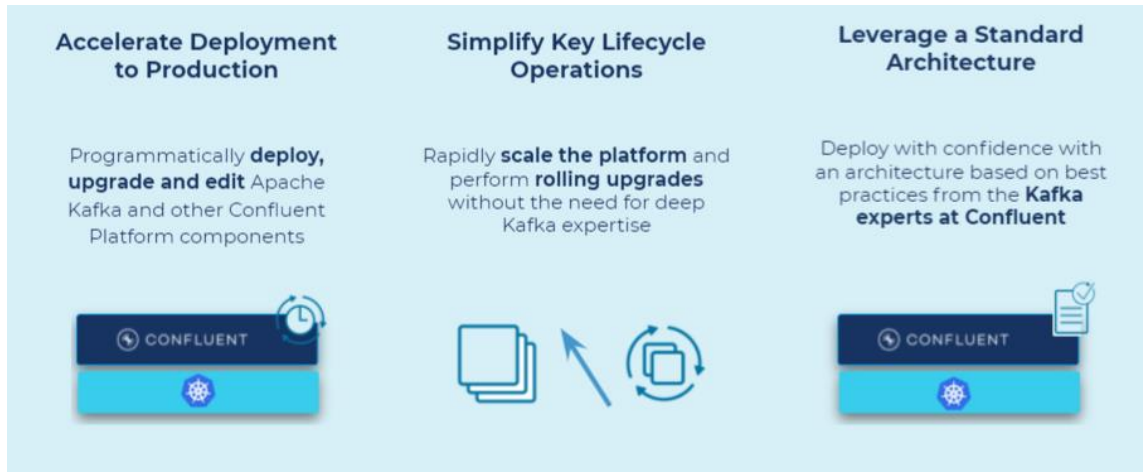 Accelerate Deployment
to Production
Programmatically deploy,
upgrade and edit Apache
Kafka and other Confluent
Platform components
CONFLUENT
Simplify Key Lifecycle
Operations
Rapidly scale the platform and
perform rolling upgrades
without the need for deep
Kafka expertise
Leverage a Standard
Architecture
Deploy with confidence with
an architecture based on best
practices from the Kafka
experts at Confluent
CONFLUENT